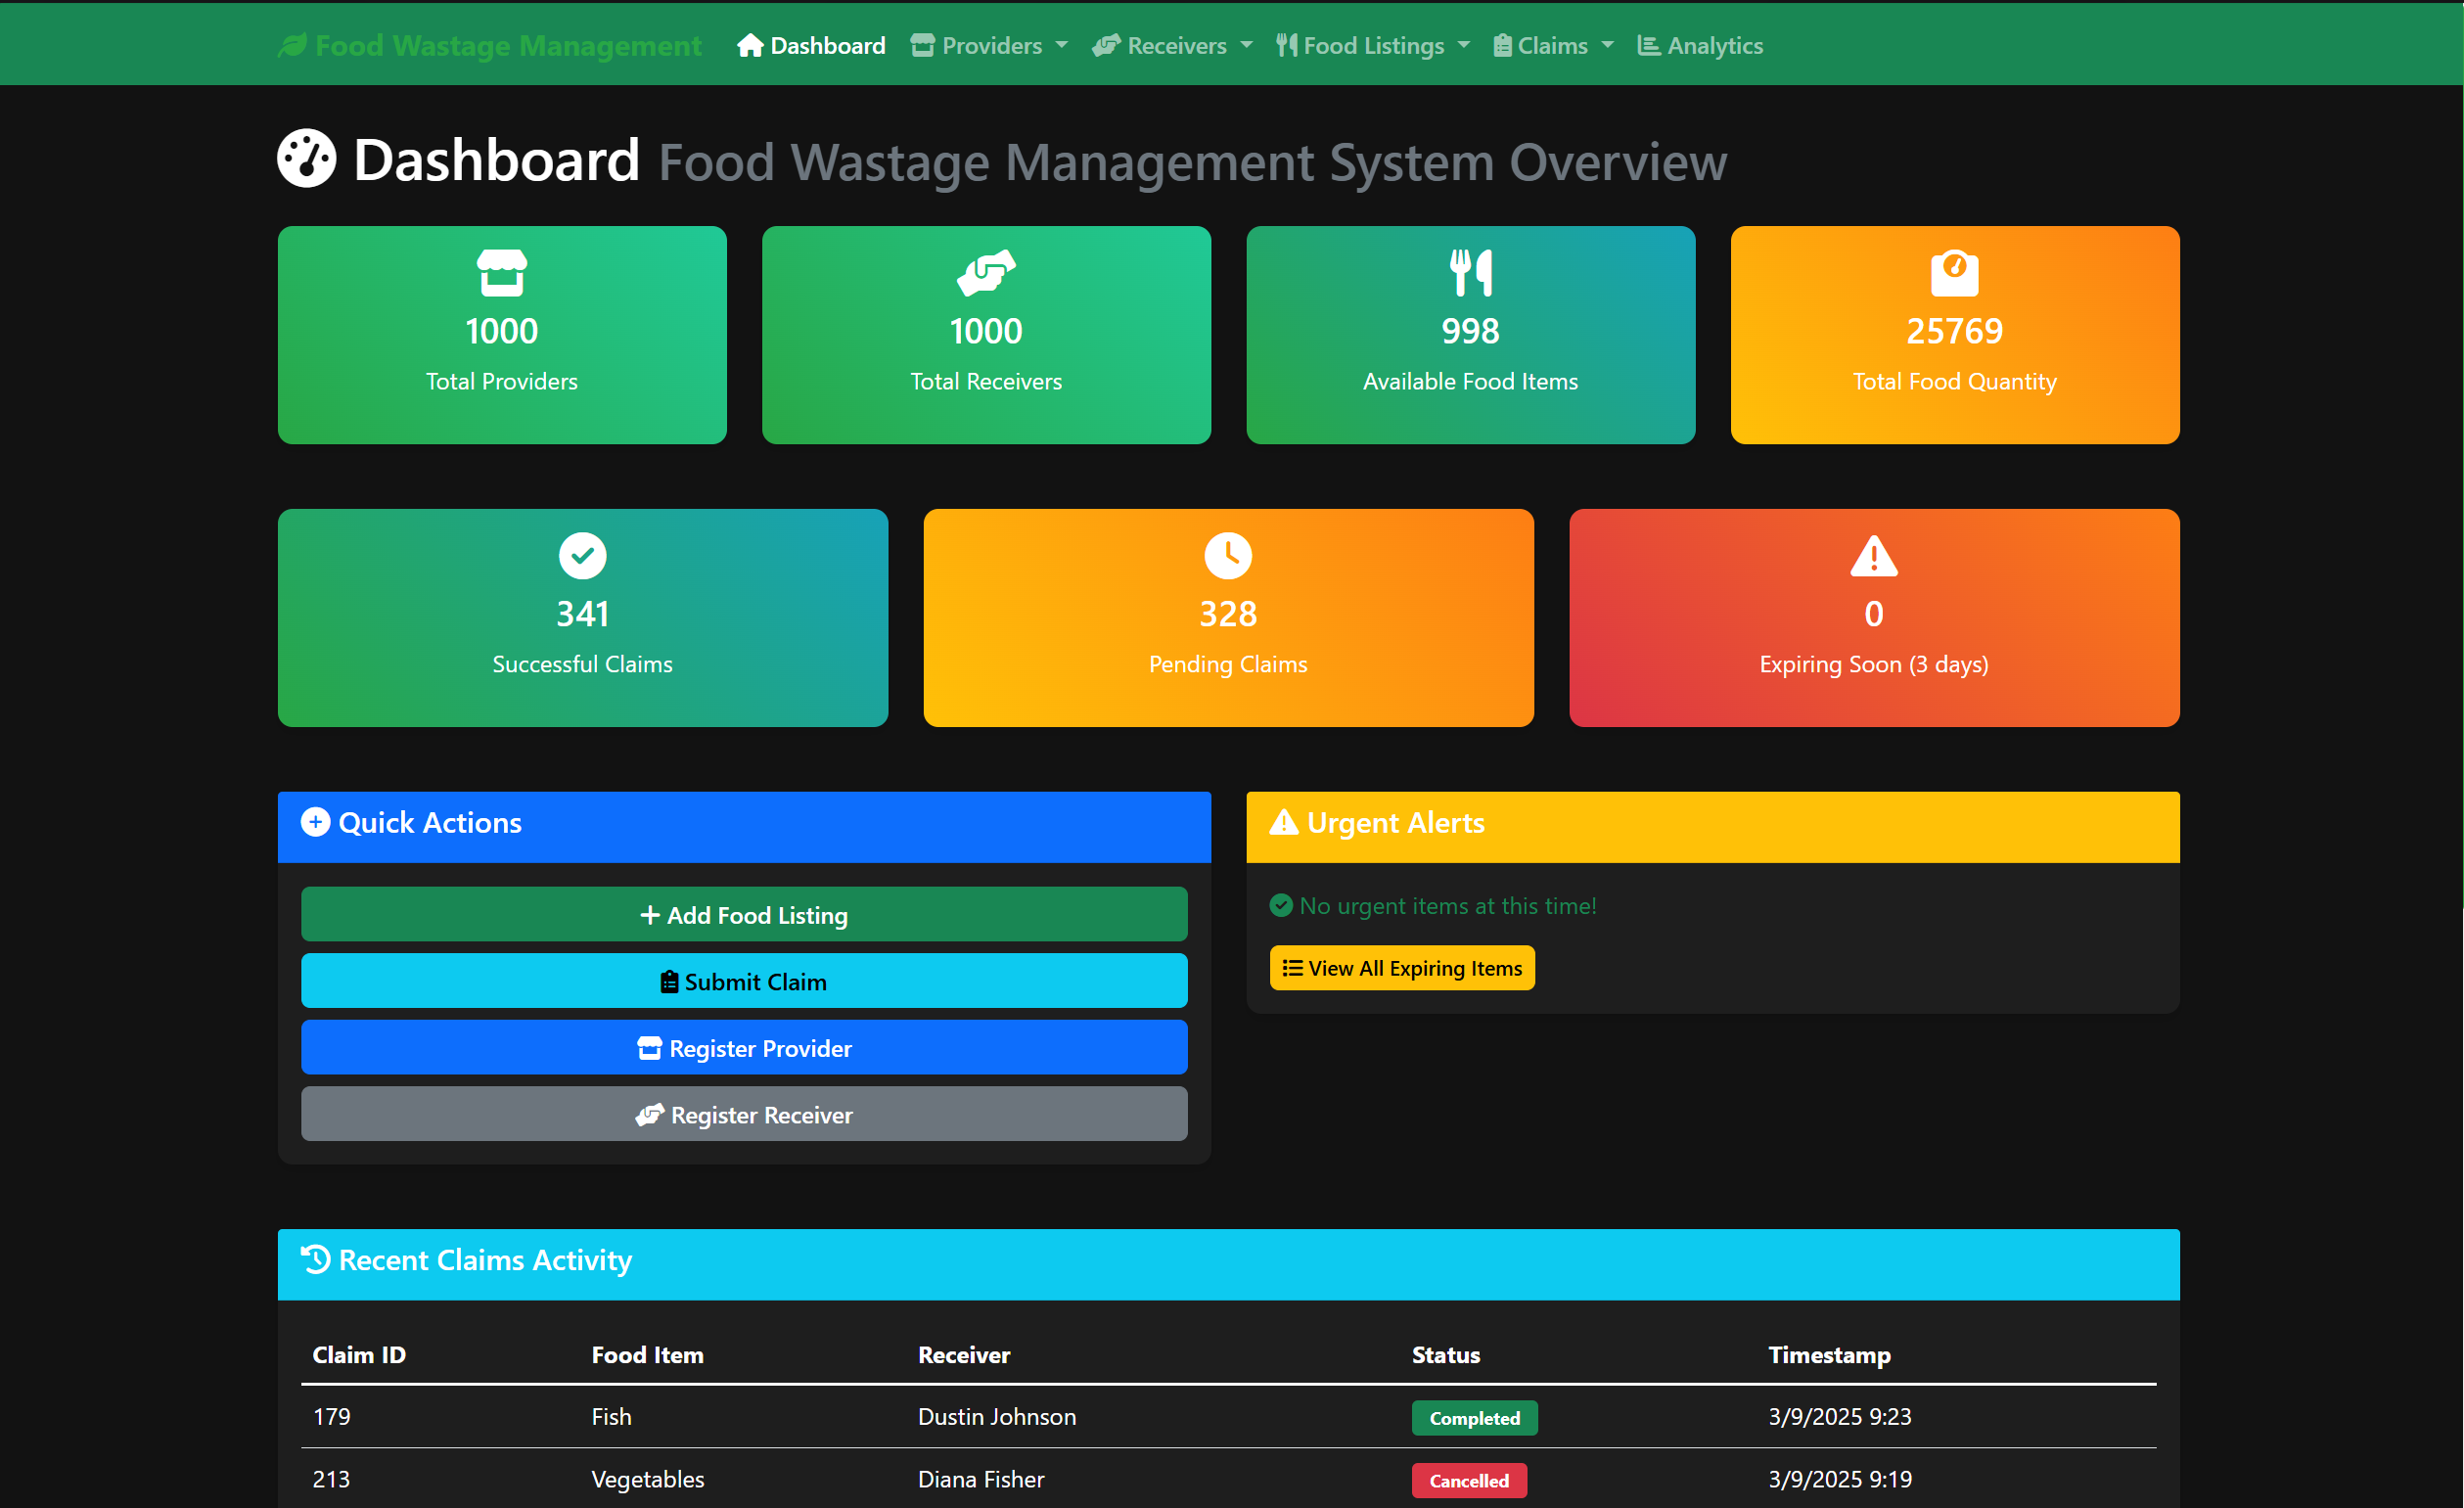 Food Wastage Management Dashboard Providers Receivers Food Listings Claims Analytics
Dashboard Food Wastage Management System Overview
1000
Total Providers
1000
Total Receivers
998
Available Food Items
25769
Total Food Quantity
341
Successful Claims
328
Pending Claims
0
Expiring Soon (3 days)
Quick Actions
Add Food Listing
Submit Claim
Register Provider
Register Receiver
Urgent Alerts
No urgent items at this time!
View All Expiring Items
Recent Claims Activity
Claim ID Food Item Receiver Status Timestamp
179 Fish Dustin Johnson Completed 3/9/2025 9:23
213 Vegetables Diana Fisher Cancelled 3/9/2025 9:19